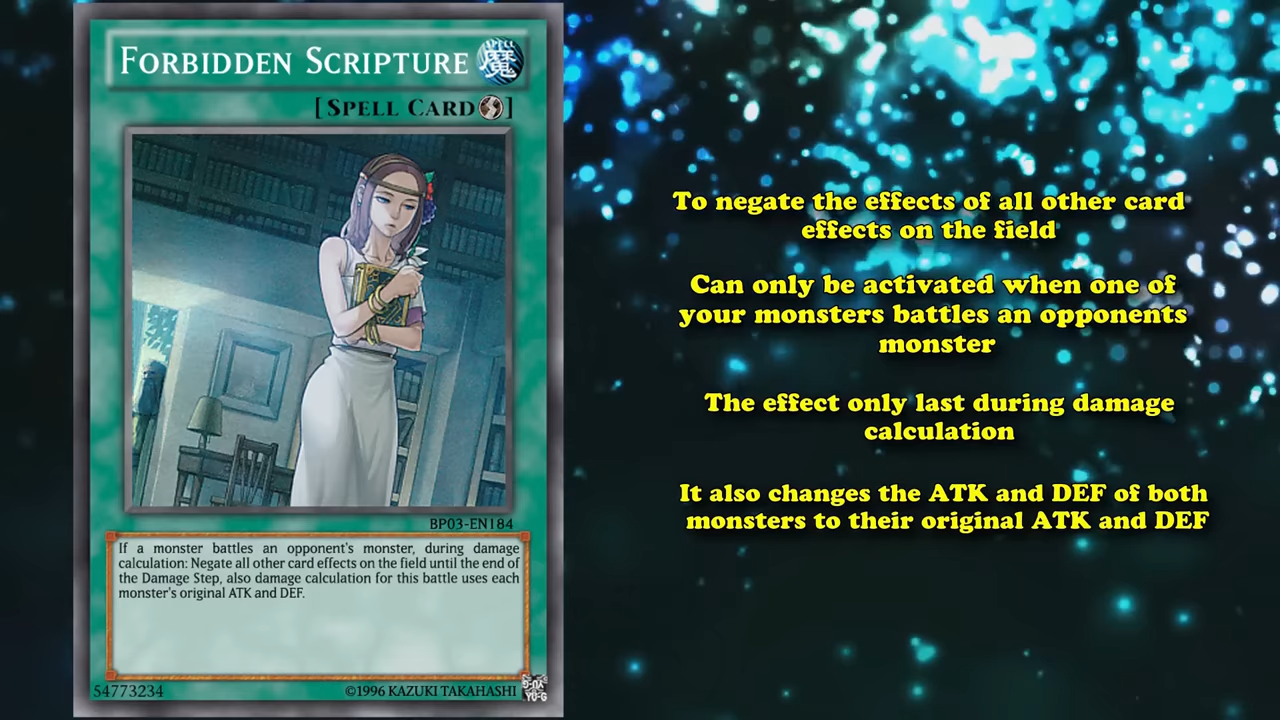 FORBIDDEN SCRIPTURE 魔
[SPELL CARD]
BP03-EN184
If a monster battles an opponent's monster, during damage
calculation: Negate all other card effects on the field until the end of
the Damage Step, also damage calculation for this battle uses each
monster's original ATK and DEF.
54773234
©1996 KAZUKI TAKAHASHI
To negate the effects of all other card
effects on the field
Can only be activated when one of
your monsters battles an opponents
monster
The effect only last during damage
calculation
It also changes the ATK and DEF of both
monsters to their original ATK and DEF